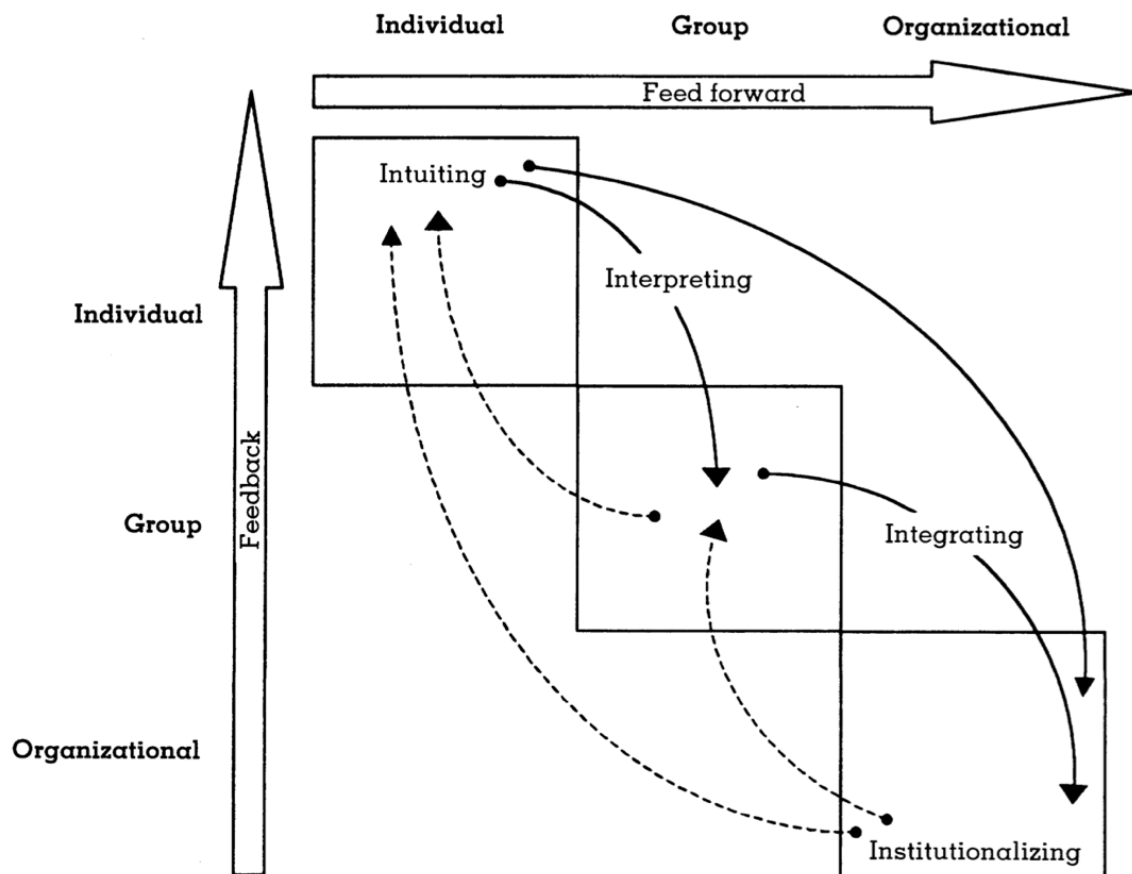 Individual
Group
Organizational
Feed forward
Intuiting
Interpreting
Individual
Feedback
Group
Integrating
Organizational
Institutionalizing